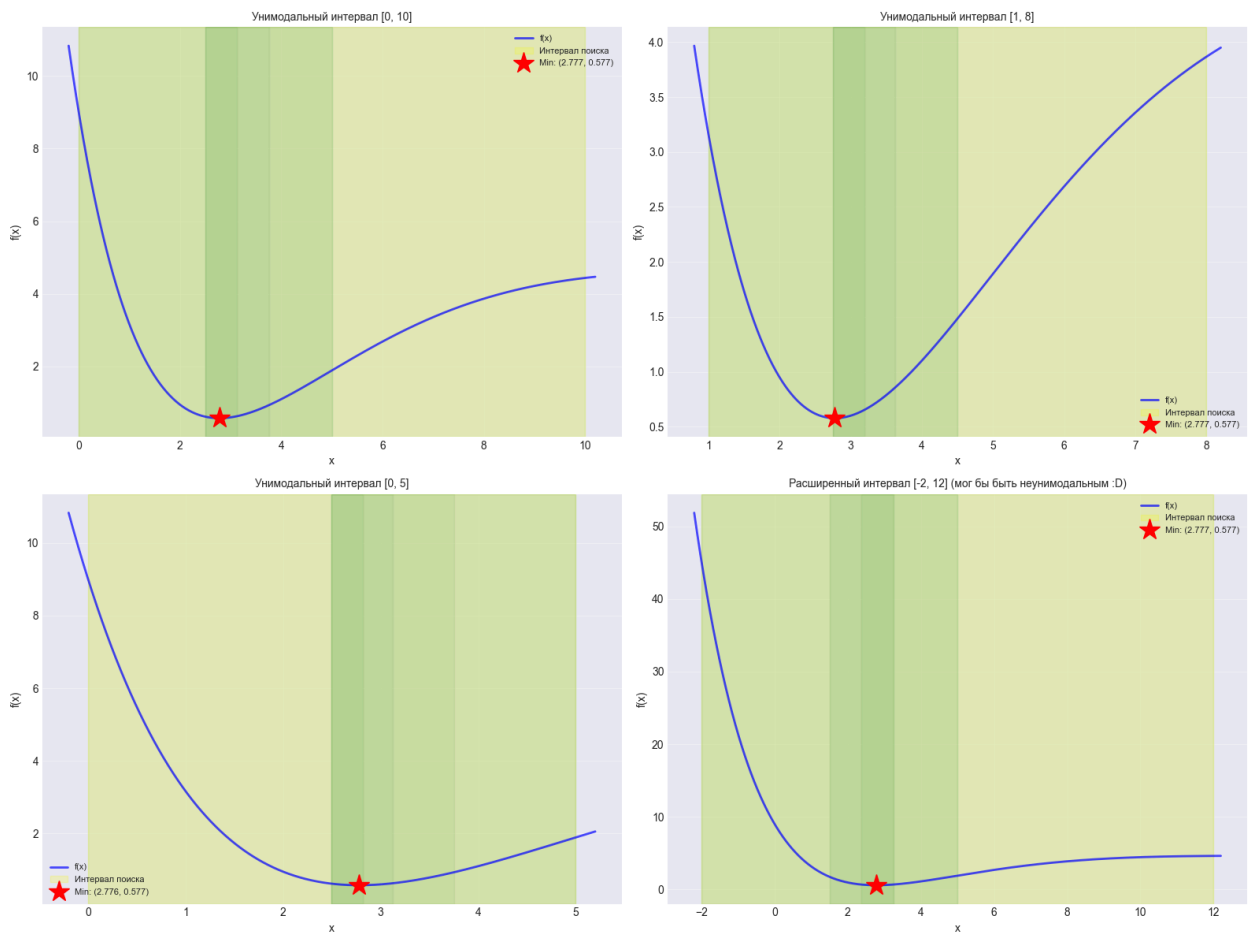 Унимодальный интервал [0, 10]
f(x)
Интервал поиска
Min: (2.777, 0.577)
10
8
6
4
2
f(x)
0 2 4 6 8 10
x
Унимодальный интервал [1, 8]
4.0
3.5
3.0
2.5
2.0
1.5
1.0
0.5
f(x)
f(x)
Интервал поиска
Min: (2.777, 0.577)
1 2 3 4 5 6 7 8
x
Унимодальный интервал [0, 5]
10
8
6
4
2
f(x)
f(x)
Интервал поиска
Min: (2.776, 0.577)
0 1 2 3 4 5
x
Расширенный интервал [-2, 12] (мог бы быть неунимодальным :D)
f(x)
Интервал поиска
Min: (2.777, 0.577)
50
40
30
20
10
0
f(x)
−2 0 2 4 6 8 10 12
x